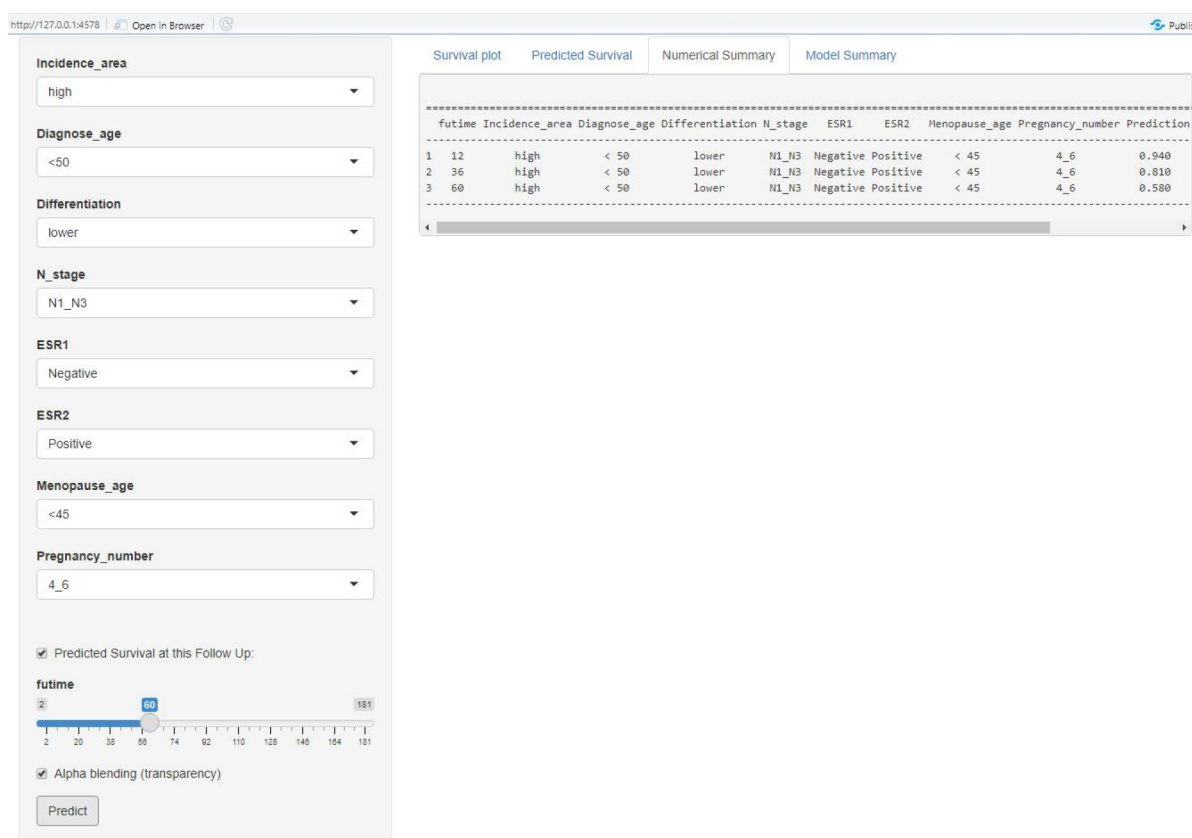 http://127.0.0.1:4578 Open in Browser Publis
Incidence_area
high
Diagnose_age
<50
Differentiation
lower
N_stage
N1_N3
ESR1
Negative
ESR2
Positive
Menopause_age
<45
Pregnancy_number
4_6
Predicted Survival at this Follow Up:
futime
2 60 181
2 20 38 56 74 92 110 128 146 164 181
Alpha blending (transparency)
Predict
Survival plot Predicted Survival Numerical Summary Model Summary
futime Incidence_area Diagnose_age Differentiation N_stage ESR1 ESR2 Menopause_age Pregnancy_number Prediction
1 12 high < 50 lower N1_N3 Negative Positive < 45 4_6 0.940
2 36 high < 50 lower N1_N3 Negative Positive < 45 4_6 0.810
3 60 high < 50 lower N1_N3 Negative Positive < 45 4_6 0.580